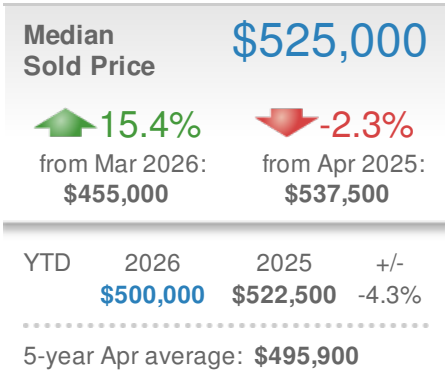 Median $525,000
Sold Price
15.4% -2.3%
from Mar 2026: from Apr 2025:
$455,000 $537,500
YTD 2026 2025 +/-
$500,000 $522,500 -4.3%
5-year Apr average: $495,900